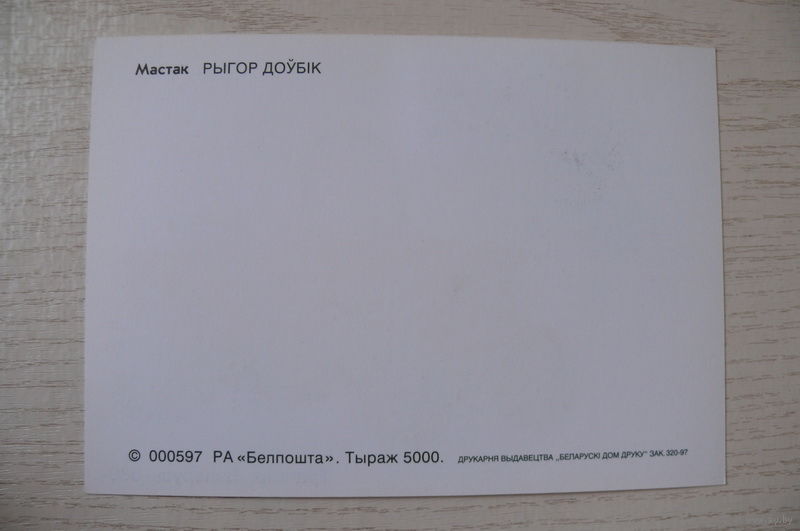 Мастак РЫГОР ДОЎБІК
© 000597 РА «Белпошта». Тыраж 5000. ДРУКАРНЯ ВЫДАВЕЦТВА „БЕЛАРУСКІ ДОМ ДРУКУ" ЗАК. 320-97